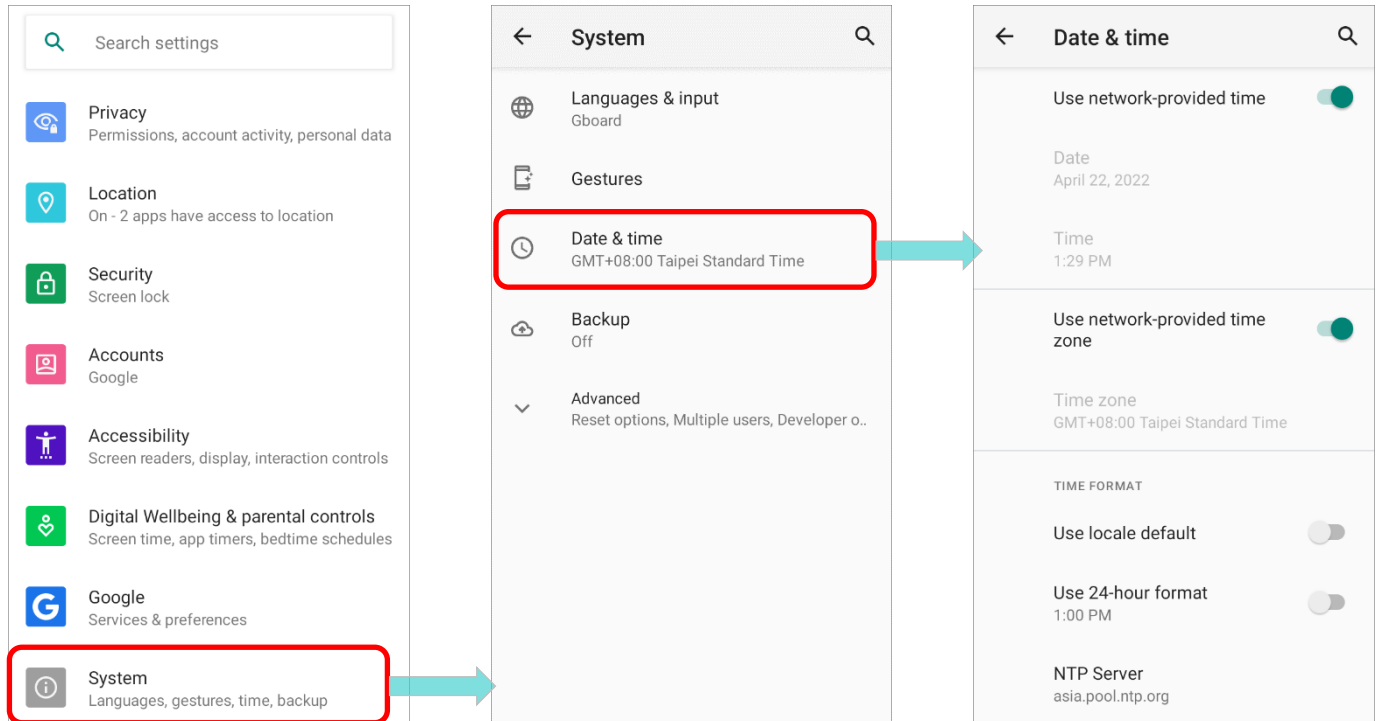 Search settings
Privacy
Permissions, account activity, personal data
Location
On - 2 apps have access to location
Security
Screen lock
Accounts
Google
Accessibility
Screen readers, display, interaction controls
Digital Wellbeing & parental controls
Screen time, app timers, bedtime schedules
Google
Services & preferences
System
Languages, gestures, time, backup
System
Languages & input
Gboard
Gestures
Date & time
GMT+08:00 Taipei Standard Time
Backup
Off
Advanced
Reset options, Multiple users, Developer o..
Date & time
Use network-provided time
Date
April 22, 2022
Time
1:29 PM
Use network-provided time
zone
Time zone
GMT+08:00 Taipei Standard Time
TIME FORMAT
Use locale default
Use 24-hour format
1:00 PM
NTP Server
asia.pool.ntp.org